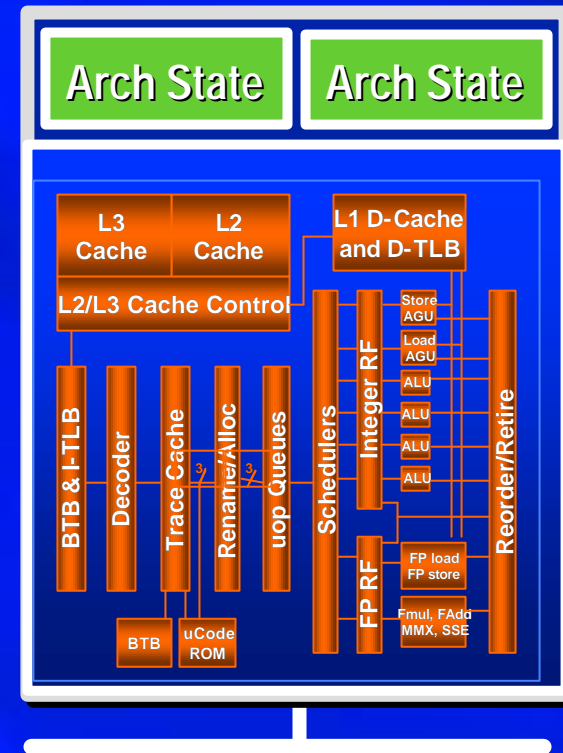 Arch State
Arch State
L3
Cache
L2
Cache
L1 D-Cache
and D-TLB
L2/L3 Cache Control
BTB & I-TLB
Decoder
Trace Cache
3
Rename/Alloc
3
uop Queues
Schedulers
Integer RF
FP RF
Store
AGU
Load
AGU
ALU
ALU
ALU
ALU
FP load
FP store
Fmul, FAdd
MMX, SSE
Reorder/Retire
BTB
uCode
ROM